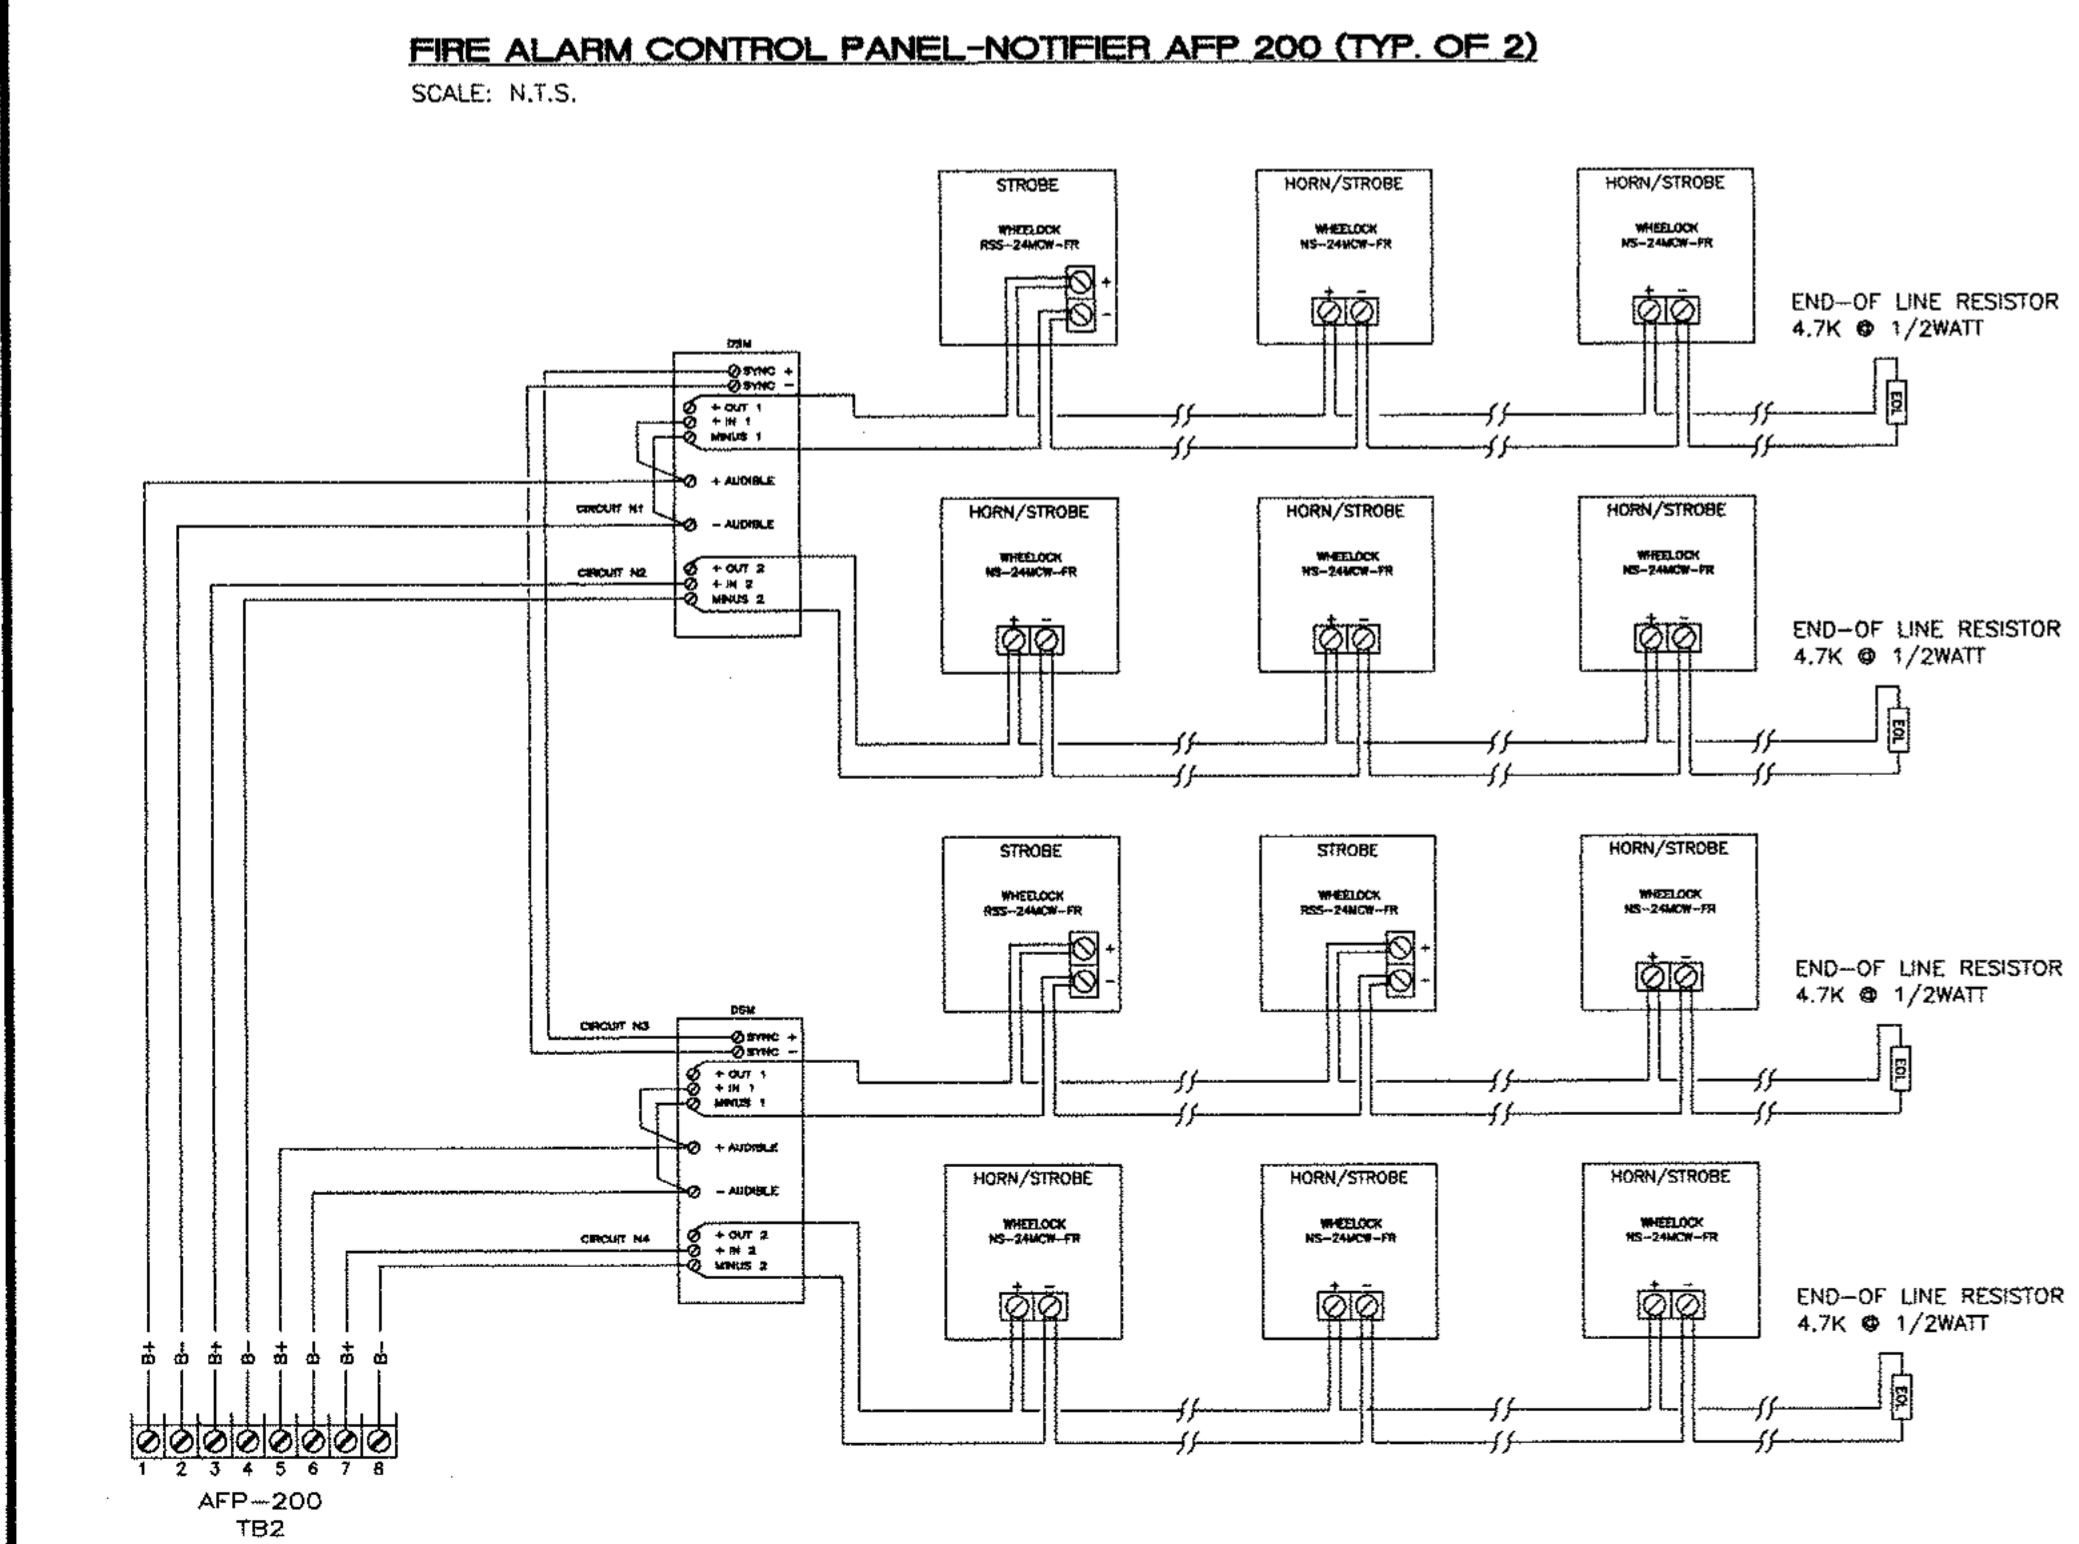 FIRE ALARM CONTROL PANEL-NOTIFIER AFP 200 (TYP. OF 2)
SCALE: N.T.S.
STROBE
WHEELOCK
RSS-24MCW-FR
+
-
HORN/STROBE
WHEELOCK
NS-24MCW-FR
+ -
HORN/STROBE
WHEELOCK
NS-24MCW-FR
+ -
END-OF LINE RESISTOR
4.7K @ 1/2WATT
EOL
DSM
SYNC +
SYNC -
+ OUT 1
+ IN 1
MINUS 1
+ AUDIBLE
CIRCUIT N1
- AUDIBLE
CIRCUIT N2
+ OUT 2
+ IN 2
MINUS 2
HORN/STROBE
WHEELOCK
NS-24MCW-FR
+ -
HORN/STROBE
WHEELOCK
NS-24MCW-FR
+ -
HORN/STROBE
WHEELOCK
NS-24MCW-FR
+ -
END-OF LINE RESISTOR
4.7K @ 1/2WATT
EOL
STROBE
WHEELOCK
RSS-24MCW-FR
+
-
STROBE
WHEELOCK
RSS-24MCW-FR
+
-
HORN/STROBE
WHEELOCK
NS-24MCW-FR
+ -
END-OF LINE RESISTOR
4.7K @ 1/2WATT
EOL
DSM
CIRCUIT N3
SYNC +
SYNC -
+ OUT 1
+ IN 1
MINUS 1
+ AUDIBLE
- AUDIBLE
CIRCUIT N4
+ OUT 2
+ IN 2
MINUS 2
HORN/STROBE
WHEELOCK
NS-24MCW-FR
+ -
HORN/STROBE
WHEELOCK
NS-24MCW-FR
+ -
HORN/STROBE
WHEELOCK
NS-24MCW-FR
+ -
END-OF LINE RESISTOR
4.7K @ 1/2WATT
EOL
B+ B- B+ B- B+ B- B+ B-
1 2 3 4 5 6 7 8
AFP-200
TB2